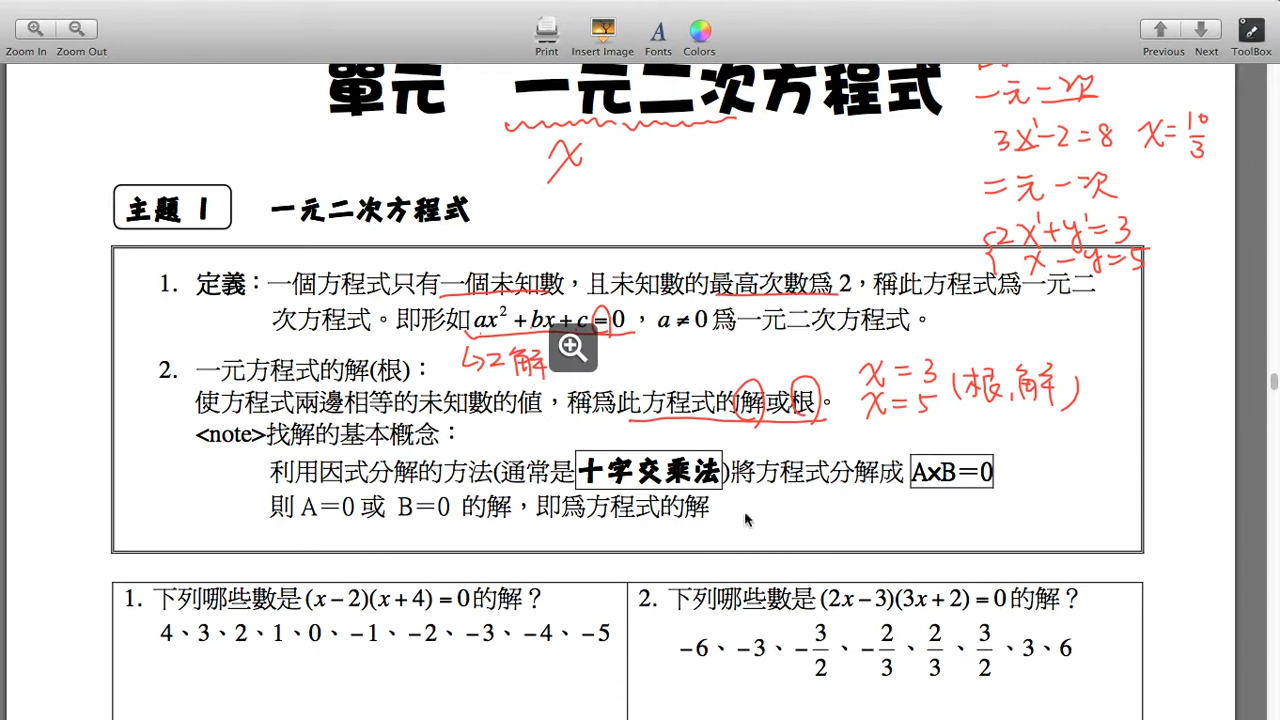 Zoom In Zoom Out Print Insert Image Fonts Colors Previous Next ToolBox
單元 一元二次方程式
x
一元一次
3x¹-2=8 x=10/3
二元一次
{2x¹+y¹=3
x-y=5
主題 1 一元二次方程式
1. 定義：一個方程式只有一個未知數，且未知數的最高次數為 2，稱此方程式為一元二
次方程式。即形如 ax²+bx+c=0，a≠0 為一元二次方程式。
↳2解
2. 一元方程式的解(根)：
使方程式兩邊相等的未知數的值，稱為此方程式的解或根。
x=3
x=5 (根,解)
<note>找解的基本概念：
利用因式分解的方法(通常是十字交乘法)將方程式分解成 A×B＝0
則 A＝0 或 B＝0 的解，即為方程式的解
1. 下列哪些數是 (x−2)(x+4)=0 的解？
4、3、2、1、0、−1、−2、−3、−4、−5
2. 下列哪些數是 (2x−3)(3x+2)=0 的解？
−6、−3、−3/2、−2/3、2/3、3/2、3、6